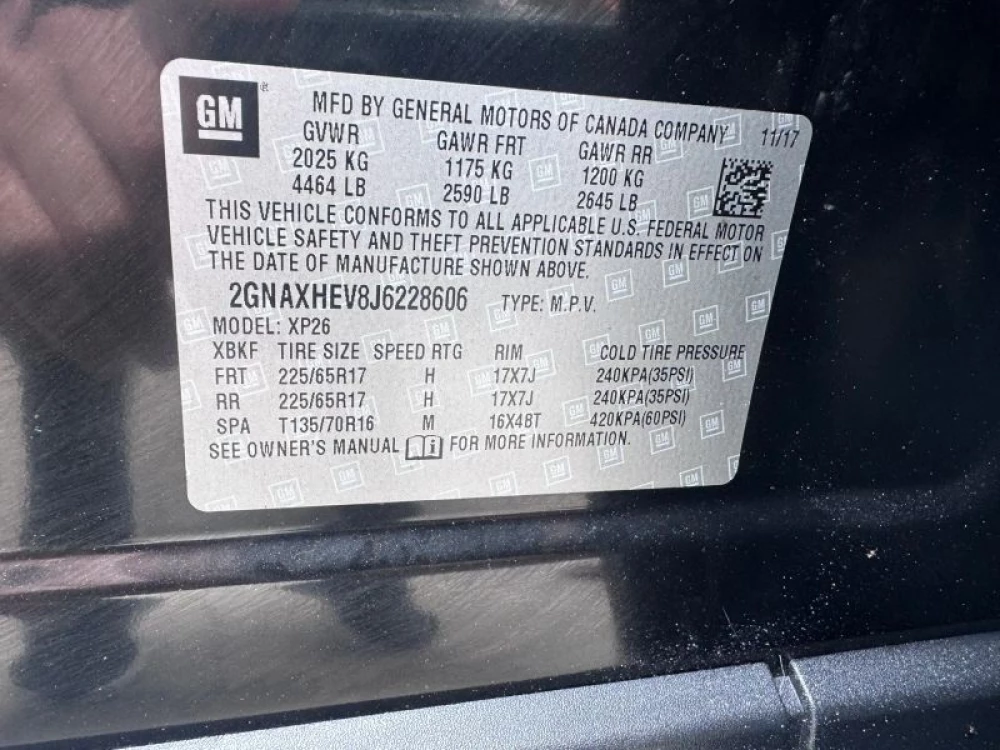 GM
MFD BY GENERAL MOTORS OF CANADA COMPANY 11/17
GVWR GAWR FRT GAWR RR
2025 KG 1175 KG 1200 KG
4464 LB 2590 LB 2645 LB
THIS VEHICLE CONFORMS TO ALL APPLICABLE U.S. FEDERAL MOTOR
VEHICLE SAFETY AND THEFT PREVENTION STANDARDS IN EFFECT ON
THE DATE OF MANUFACTURE SHOWN ABOVE.
2GNAXHEV8J6228606 TYPE: M.P.V.
MODEL: XP26
XBKF TIRE SIZE SPEED RTG RIM COLD TIRE PRESSURE
FRT 225/65R17 H 17X7J 240KPA(35PSI)
RR 225/65R17 H 17X7J 240KPA(35PSI)
SPA T135/70R16 M 16X4BT 420KPA(60PSI)
SEE OWNER'S MANUAL i FOR MORE INFORMATION.